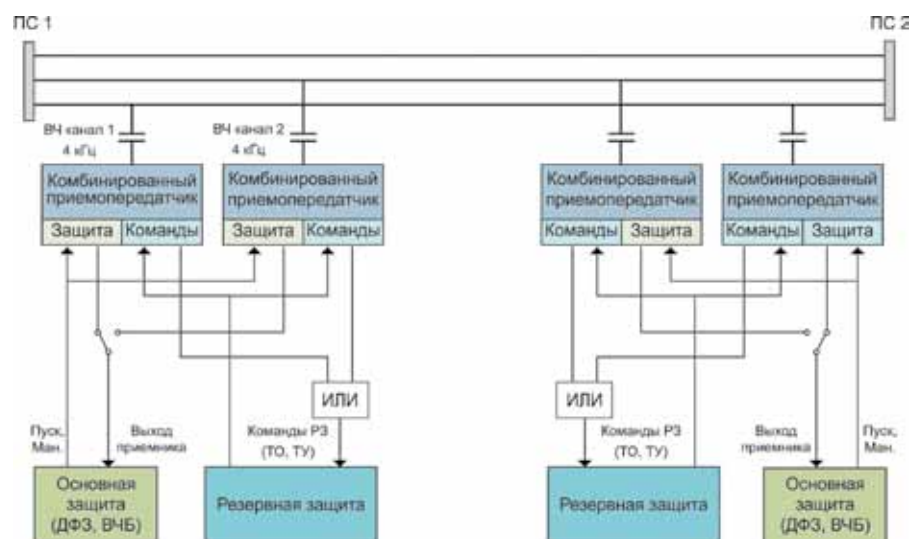 ПС 1
ПС 2
ВЧ канал 1
4 кГц
ВЧ канал 2
4 кГц
Комбинированный
приемопередатчик
Защита
Команды
Комбинированный
приемопередатчик
Защита
Команды
Комбинированный
приемопередатчик
Команды
Защита
Комбинированный
приемопередатчик
Команды
Защита
ИЛИ
ИЛИ
Пуск,
Ман.
Выход
приемника
Команды РЗ
(ТО, ТУ)
Команды РЗ
(ТО, ТУ)
Выход
приемника
Пуск,
Ман.
Основная
защита
(ДФЗ, ВЧБ)
Резервная защита
Резервная защита
Основная
защита
(ДФЗ, ВЧБ)